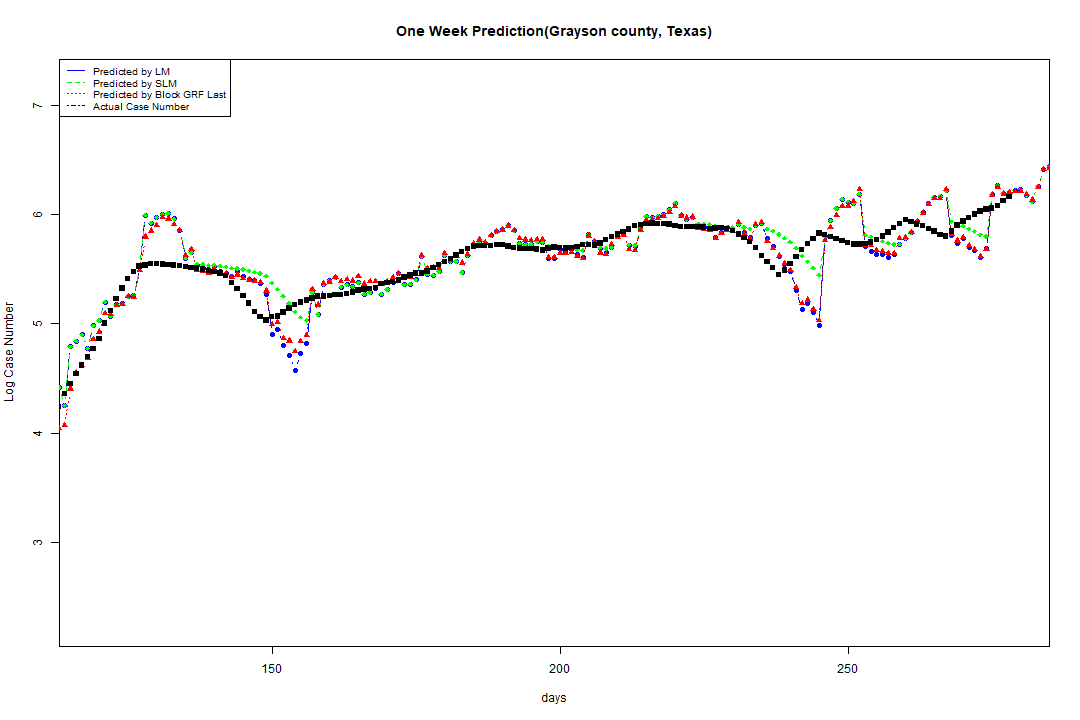 One Week Prediction(Grayson county, Texas)
Predicted by LM
Predicted by SLM
Predicted by Block GRF Last
Actual Case Number
7
6
5
4
3
Log Case Number
150
200
250
days